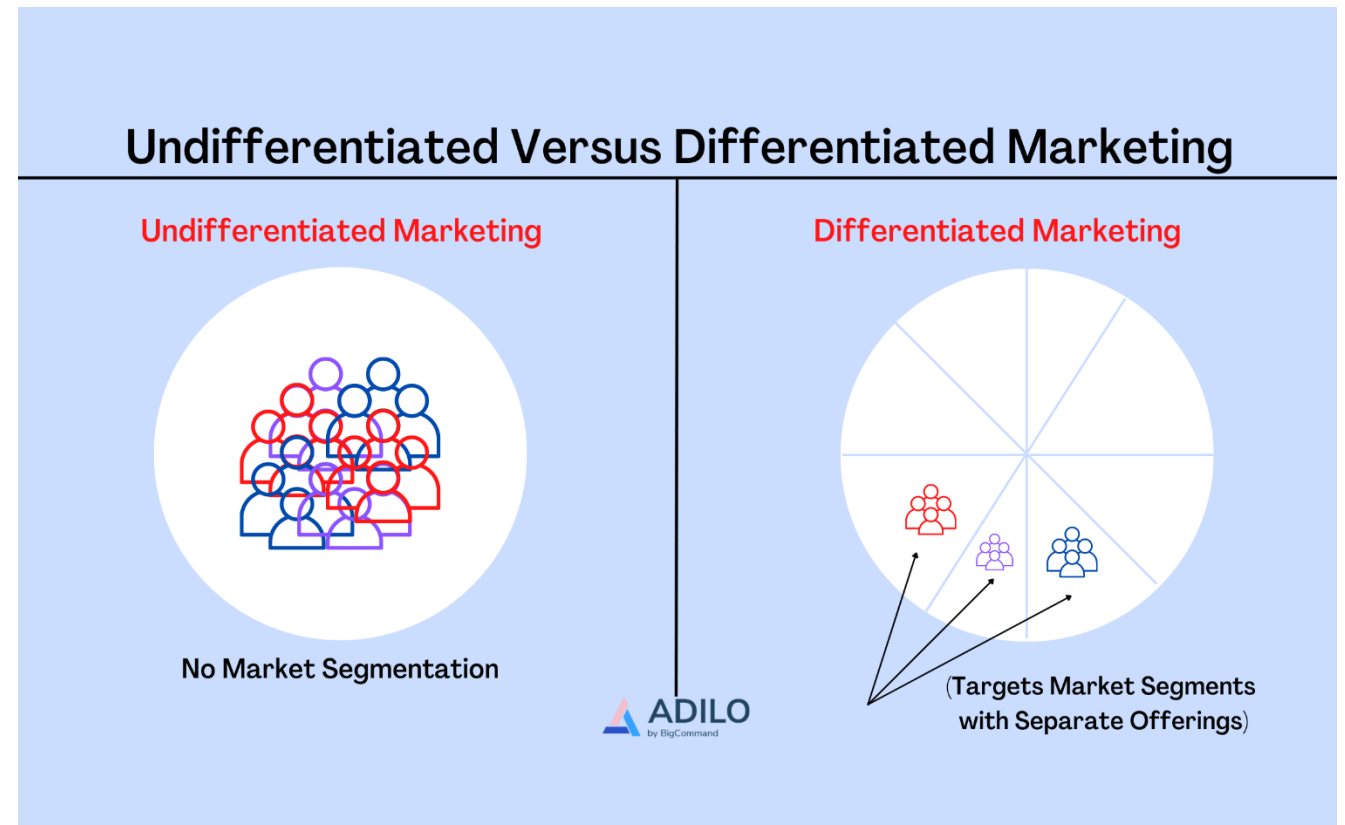 Undifferentiated Versus Differentiated Marketing
Undifferentiated Marketing
No Market Segmentation
Differentiated Marketing
(Targets Market Segments
with Separate Offerings)
ADILO
by BigCommand